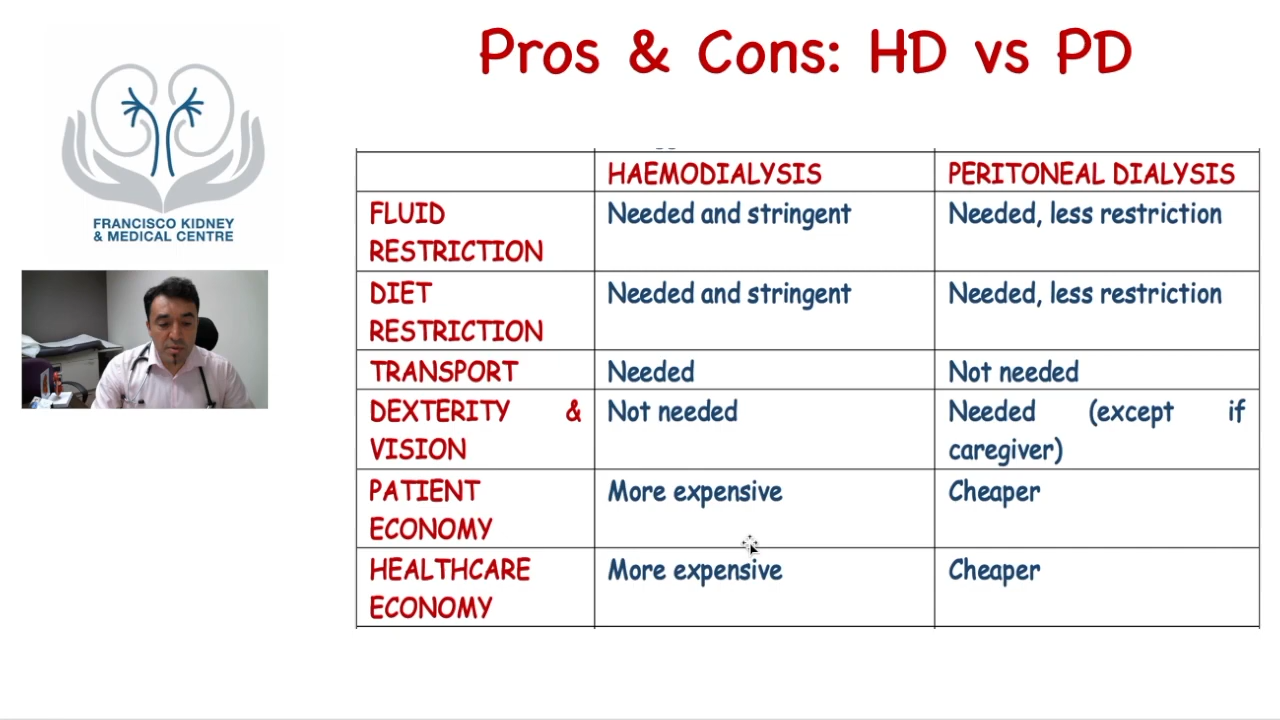 Pros & Cons: HD vs PD
FRANCISCO KIDNEY
& MEDICAL CENTRE
HAEMODIALYSIS
PERITONEAL DIALYSIS
FLUID
RESTRICTION
Needed and stringent
Needed, less restriction
DIET
RESTRICTION
Needed and stringent
Needed, less restriction
TRANSPORT
Needed
Not needed
DEXTERITY &
VISION
Not needed
Needed (except if
caregiver)
PATIENT
ECONOMY
More expensive
Cheaper
HEALTHCARE
ECONOMY
More expensive
Cheaper